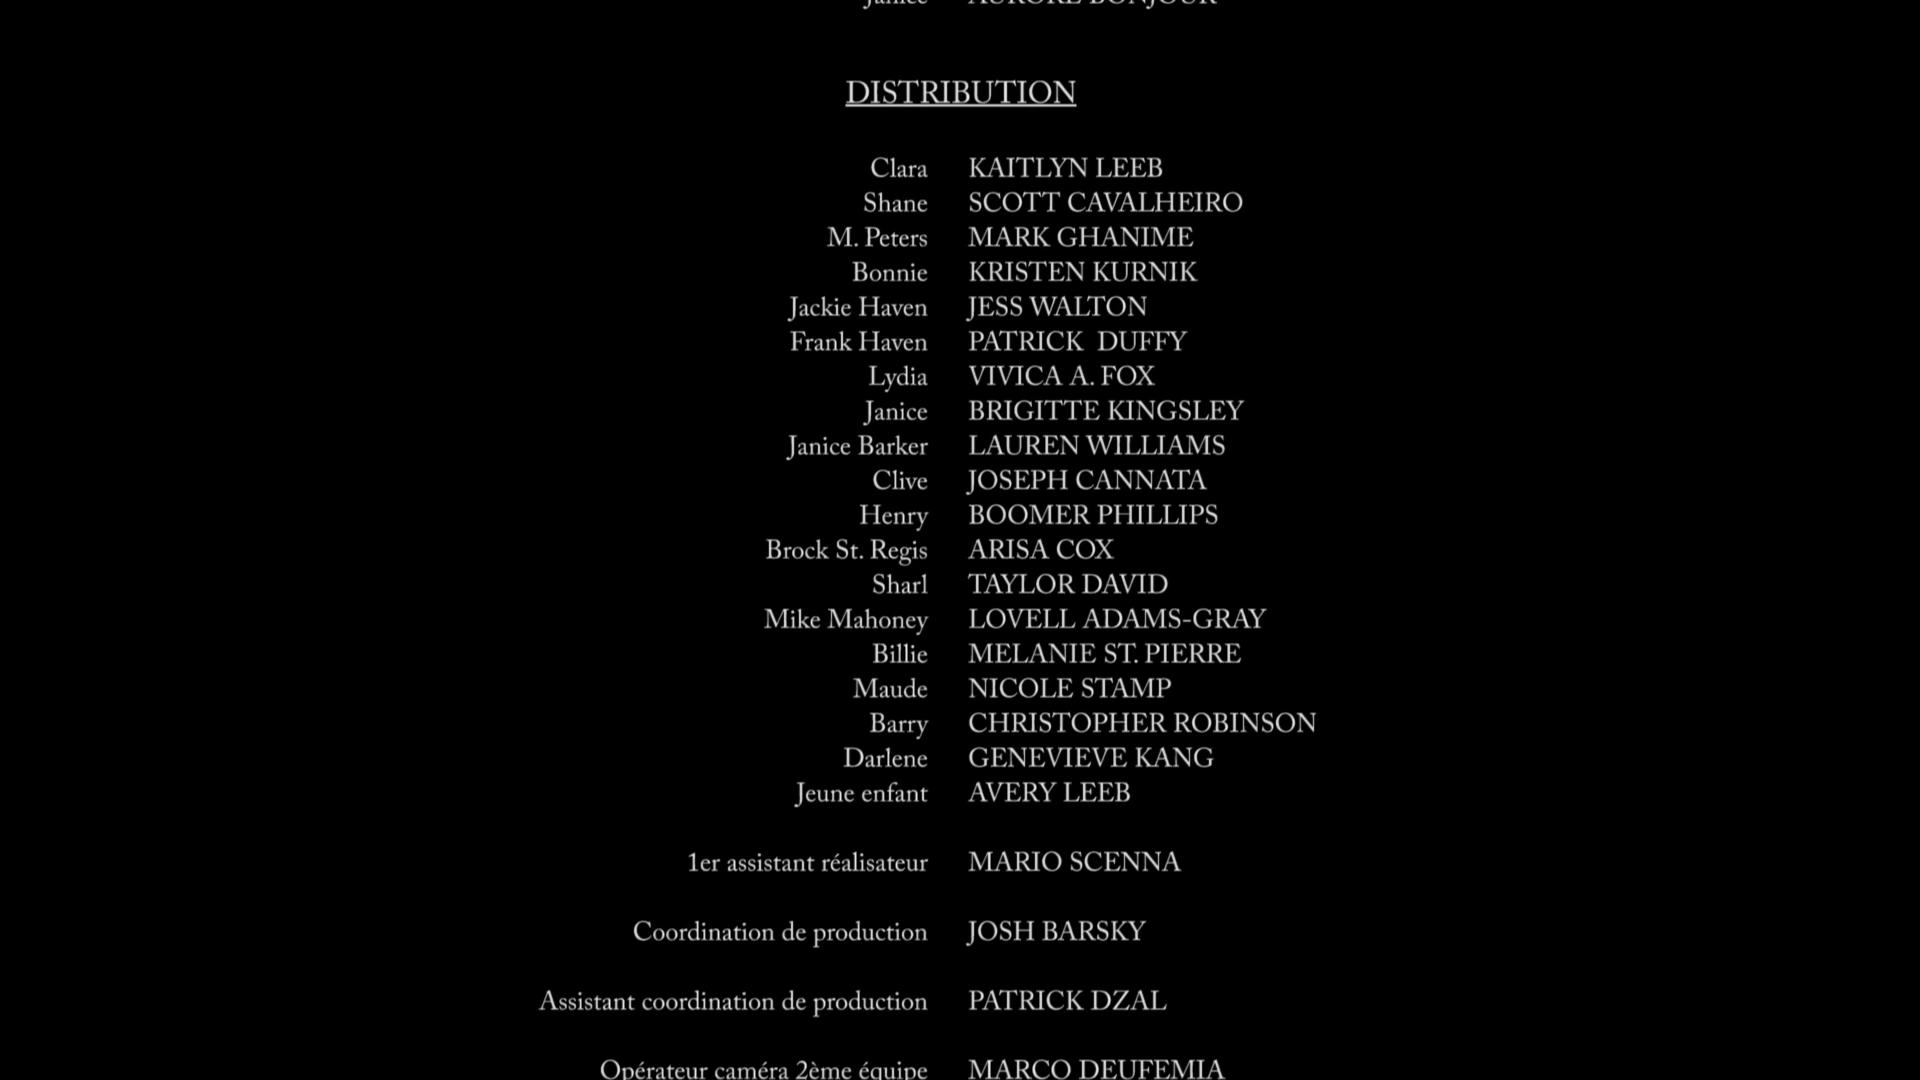 Janice AURORE BONJOUR
DISTRIBUTION
Clara KAITLYN LEEB
Shane SCOTT CAVALHEIRO
M. Peters MARK GHANIME
Bonnie KRISTEN KURNIK
Jackie Haven JESS WALTON
Frank Haven PATRICK DUFFY
Lydia VIVICA A. FOX
Janice BRIGITTE KINGSLEY
Janice Barker LAUREN WILLIAMS
Clive JOSEPH CANNATA
Henry BOOMER PHILLIPS
Brock St. Regis ARISA COX
Sharl TAYLOR DAVID
Mike Mahoney LOVELL ADAMS-GRAY
Billie MELANIE ST. PIERRE
Maude NICOLE STAMP
Barry CHRISTOPHER ROBINSON
Darlene GENEVIEVE KANG
Jeune enfant AVERY LEEB
1er assistant réalisateur MARIO SCENNA
Coordination de production JOSH BARSKY
Assistant coordination de production PATRICK DZAL
Opérateur caméra 2ème équipe MARCO DEUFEMIA